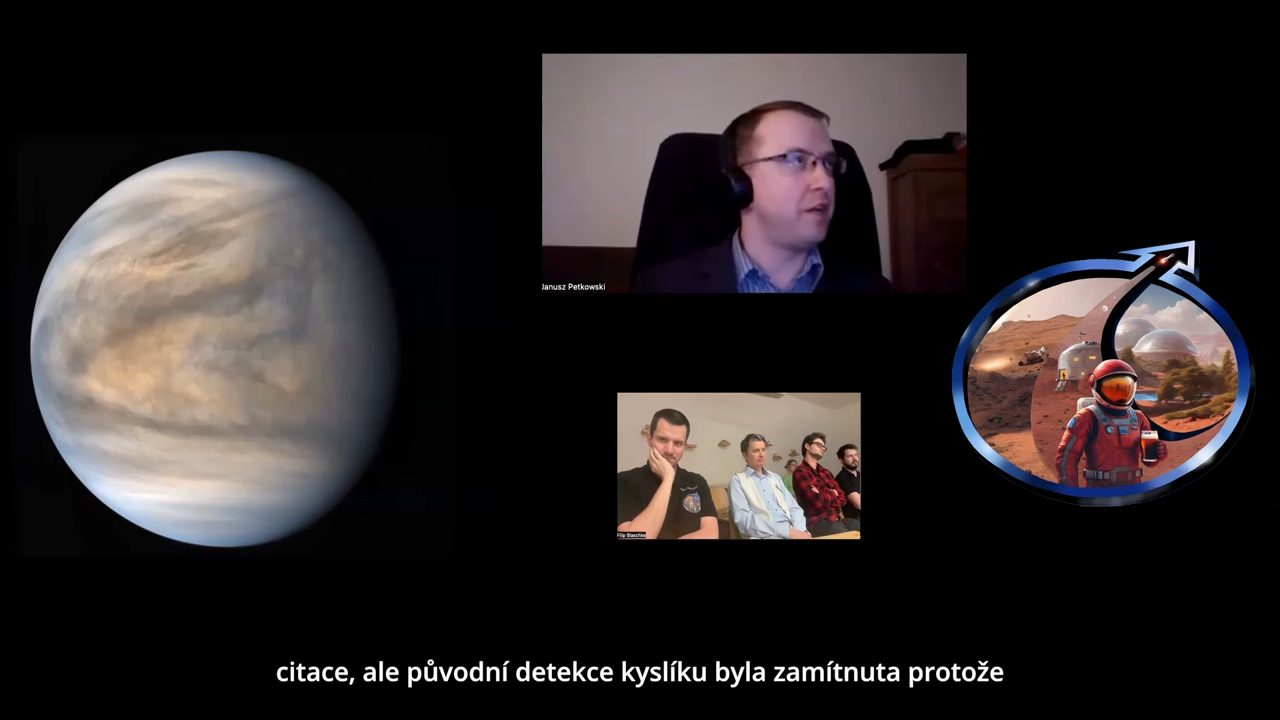 Janusz Petkowski
Filip Blaschke
citace, ale původní detekce kyslíku byla zamítnuta protože